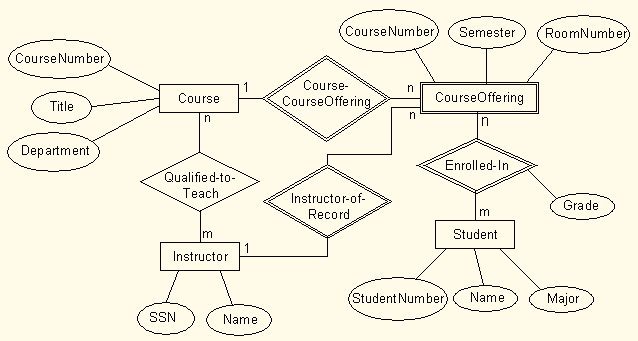 CourseNumber
Semester
RoomNumber
CourseNumber
Title
Department
Course
1
Course-
CourseOffering
n
CourseOffering
n
n
n
Qualified-to-
Teach
Instructor-of-
Record
Enrolled-In
Grade
m
Instructor
1
m
Student
SSN
Name
StudentNumber
Name
Major